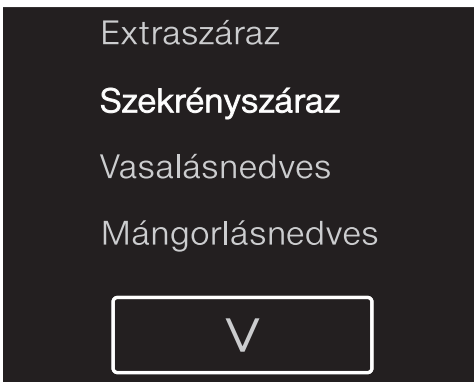 Extraszáraz
Szekrényszáraz
Vasalásnedves
Mángorlásnedves
V